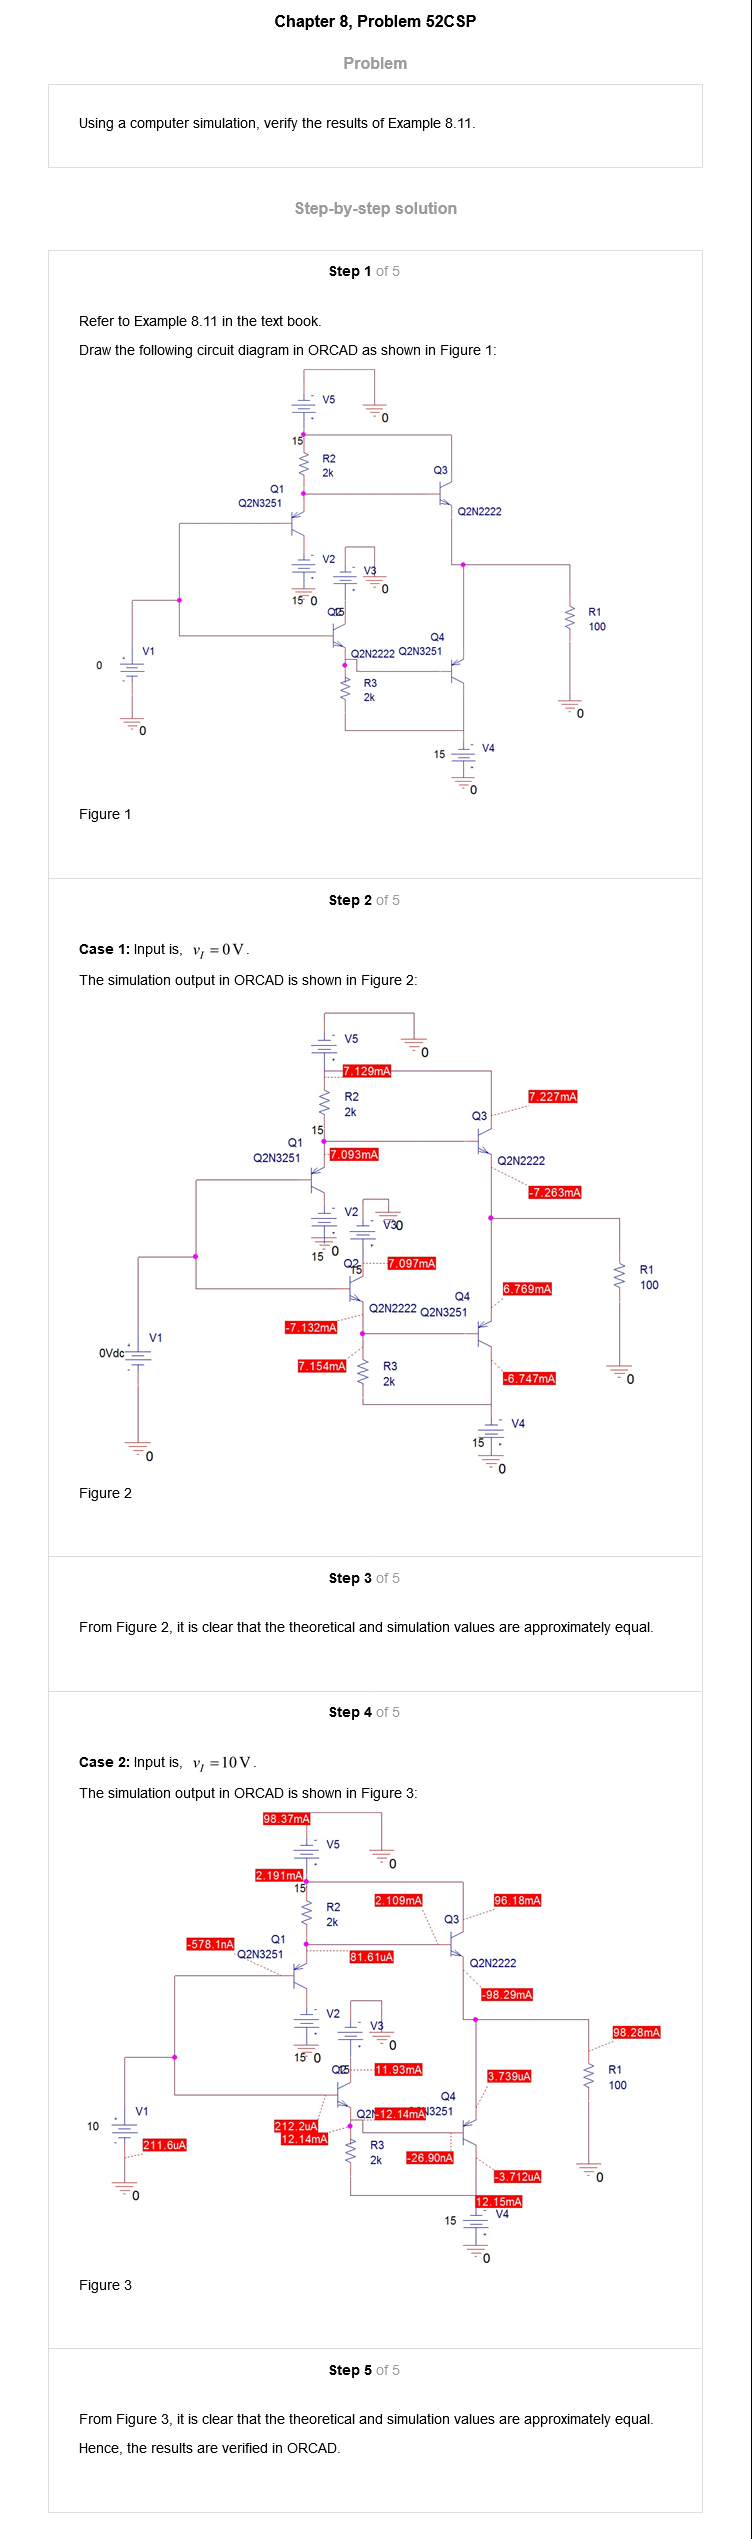 Chapter 8, Problem 52CSP
Problem
Using a computer simulation, verify the results of Example 8.11.
Step-by-step solution
Step 1 of 5
Refer to Example 8.11 in the text book.
Draw the following circuit diagram in ORCAD as shown in Figure 1:
V5
0
15
R2
2k
Q3
Q1
Q2N3251
Q2N2222
V2
V3
0
15 0
Q2
15
R1
100
Q4
Q2N2222 Q2N3251
V1
0
R3
2k
0
0
V4
15
0
Figure 1
Step 2 of 5
Case 1: Input is, vI = 0 V.
The simulation output in ORCAD is shown in Figure 2:
V5
0
7.129mA
R2
2k
7.227mA
Q3
15
Q1
Q2N3251
7.093mA
Q2N2222
-7.263mA
V2
V3
0
15 0
Q2
15
7.097mA
R1
100
6.769mA
Q4
Q2N2222 Q2N3251
-7.132mA
V1
0Vdc
7.154mA
R3
2k
-6.747mA
0
V4
15
0
0
Figure 2
Step 3 of 5
From Figure 2, it is clear that the theoretical and simulation values are approximately equal.
Step 4 of 5
Case 2: Input is, vI = 10 V.
The simulation output in ORCAD is shown in Figure 3:
98.37mA
V5
0
2.191mA
15
R2
2k
2.109mA
96.18mA
Q3
-578.1nA
Q1
Q2N3251
81.61uA
Q2N2222
-98.29mA
V2
V3
98.28mA
0
15 0
Q2
15
11.93mA
R1
100
3.739uA
Q4
V1
10
Q2N
-12.14mA
N3251
212.2uA
12.14mA
211.6uA
R3
2k
-26.90nA
-3.712uA
0
0
12.15mA
V4
15
0
Figure 3
Step 5 of 5
From Figure 3, it is clear that the theoretical and simulation values are approximately equal.
Hence, the results are verified in ORCAD.